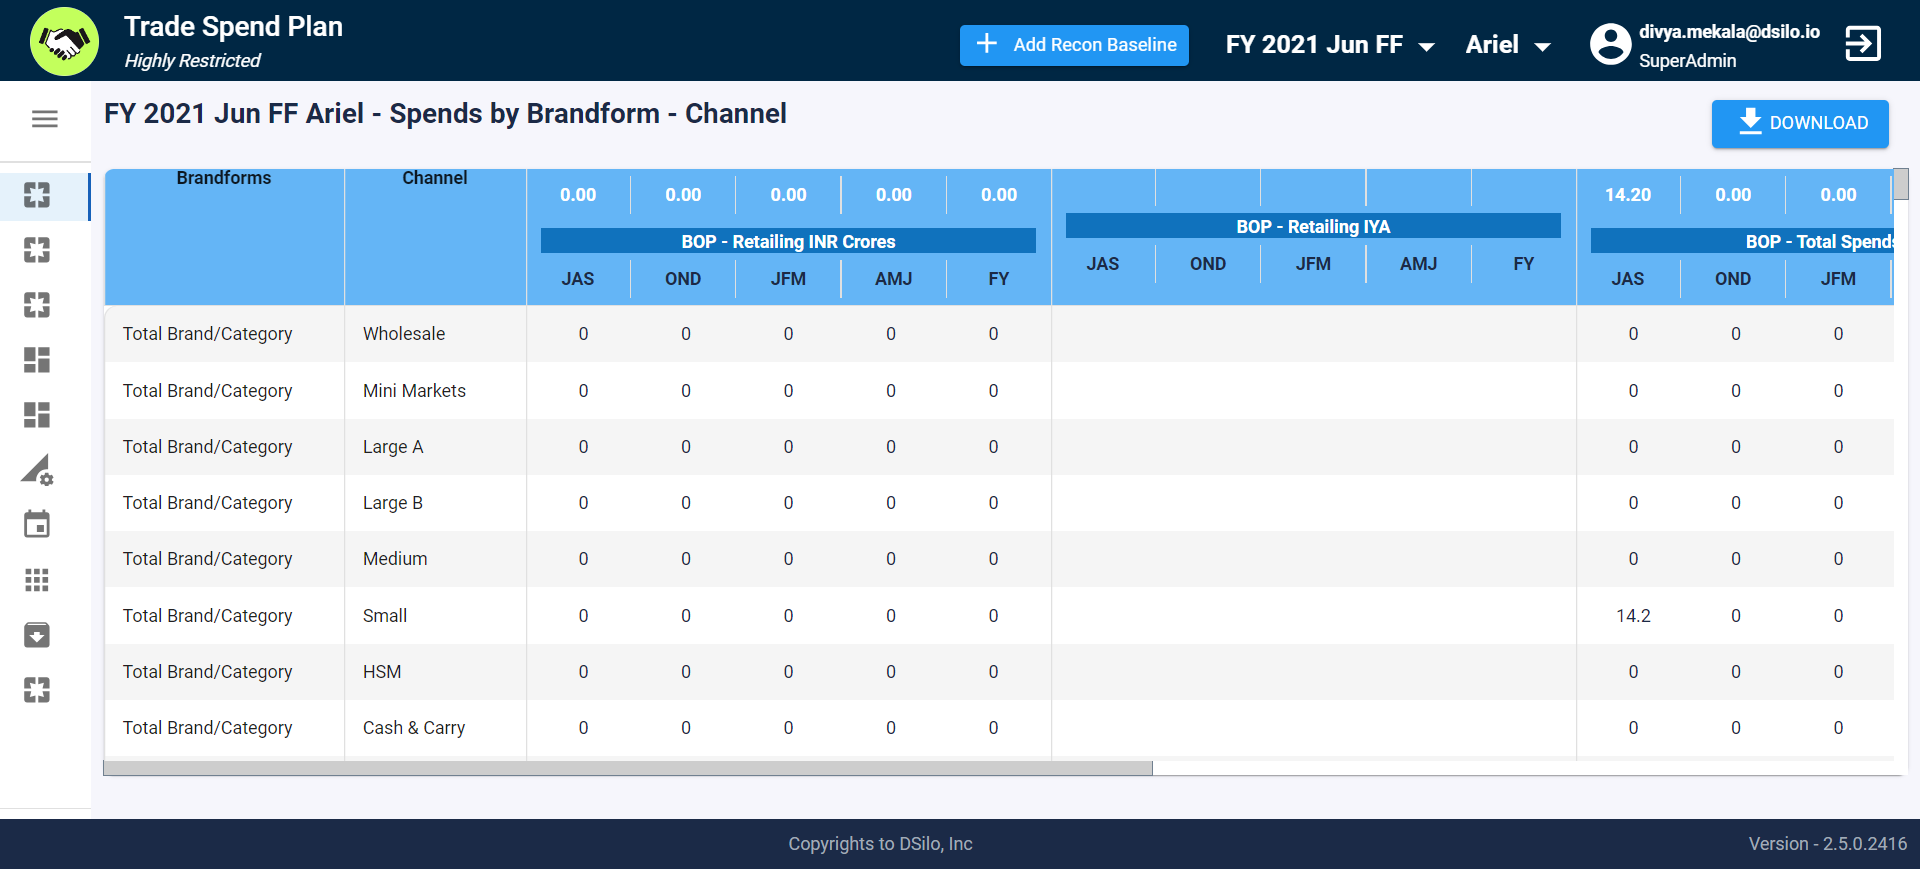 Trade Spend Plan
Highly Restricted
Add Recon Baseline
FY 2021 Jun FF
Ariel
divya.mekala@dsilo.io
SuperAdmin
FY 2021 Jun FF Ariel - Spends by Brandform - Channel
DOWNLOAD
Brandforms Channel
0.00 0.00 0.00 0.00 0.00 14.20 0.00 0.00
BOP - Retailing INR Crores BOP - Retailing IYA BOP - Total Spends
JAS OND JFM AMJ FY JAS OND JFM AMJ FY JAS OND JFM
Total Brand/Category Wholesale 0 0 0 0 0 0 0 0
Total Brand/Category Mini Markets 0 0 0 0 0 0 0 0
Total Brand/Category Large A 0 0 0 0 0 0 0 0
Total Brand/Category Large B 0 0 0 0 0 0 0 0
Total Brand/Category Medium 0 0 0 0 0 0 0 0
Total Brand/Category Small 0 0 0 0 0 14.2 0 0
Total Brand/Category HSM 0 0 0 0 0 0 0 0
Total Brand/Category Cash & Carry 0 0 0 0 0 0 0 0
Copyrights to DSilo, Inc
Version - 2.5.0.2416